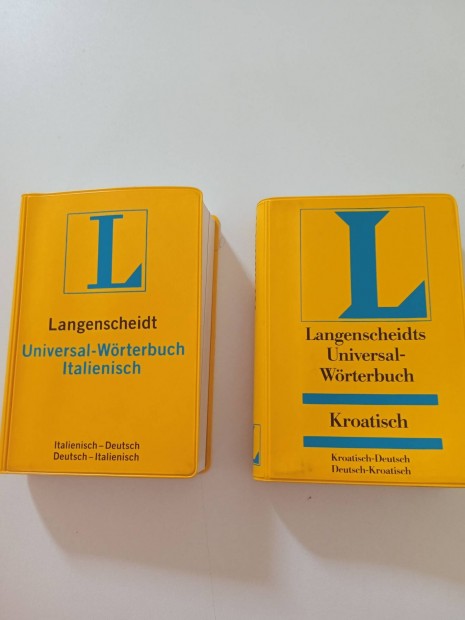 L
Langenscheidt
Universal-Wörterbuch
Italienisch
Italienisch – Deutsch
Deutsch – Italienisch
L
Langenscheidts
Universal-
Wörterbuch
Kroatisch
Kroatisch-Deutsch
Deutsch-Kroatisch
L